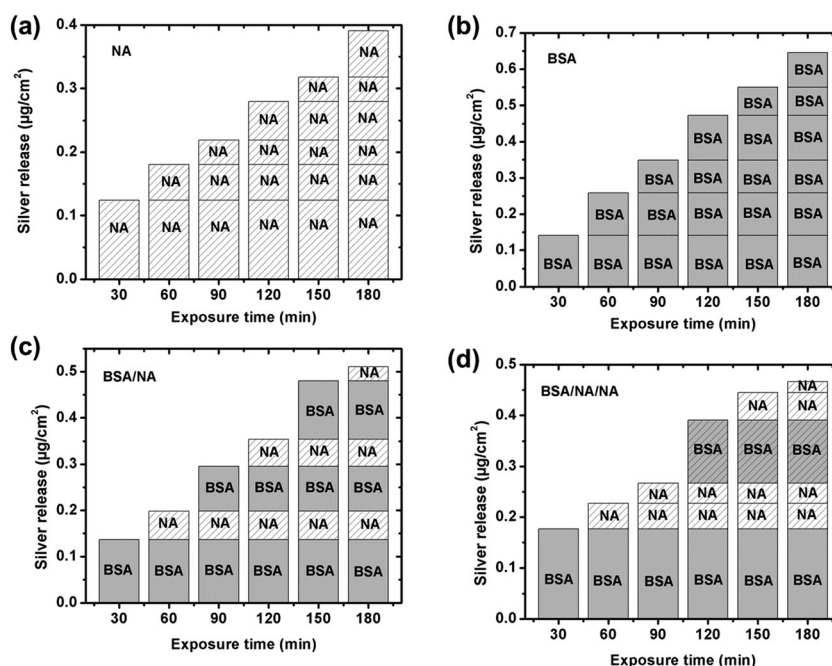 (a)
Silver release (µg/cm²)
0.4
0.3
0.2
0.1
0.0
NA
NA
NA NA
NA NA NA
NA NA NA NA
NA NA NA NA NA
NA NA NA NA NA NA
30 60 90 120 150 180
Exposure time (min)
(b)
Silver release (µg/cm²)
0.7
0.6
0.5
0.4
0.3
0.2
0.1
0.0
BSA
BSA
BSA BSA
BSA BSA BSA
BSA BSA BSA BSA
BSA BSA BSA BSA BSA
BSA BSA BSA BSA BSA BSA
30 60 90 120 150 180
Exposure time (min)
(c)
Silver release (µg/cm²)
0.5
0.4
0.3
0.2
0.1
0.0
BSA/NA
NA
BSA BSA
NA NA NA
BSA BSA BSA BSA
NA NA NA NA NA
BSA BSA BSA BSA BSA BSA
30 60 90 120 150 180
Exposure time (min)
(d)
Silver release (µg/cm²)
0.5
0.4
0.3
0.2
0.1
0.0
BSA/NA/NA
NA
NA NA
BSA BSA BSA
NA NA NA NA
NA NA NA NA NA
BSA BSA BSA BSA BSA BSA
30 60 90 120 150 180
Exposure time (min)